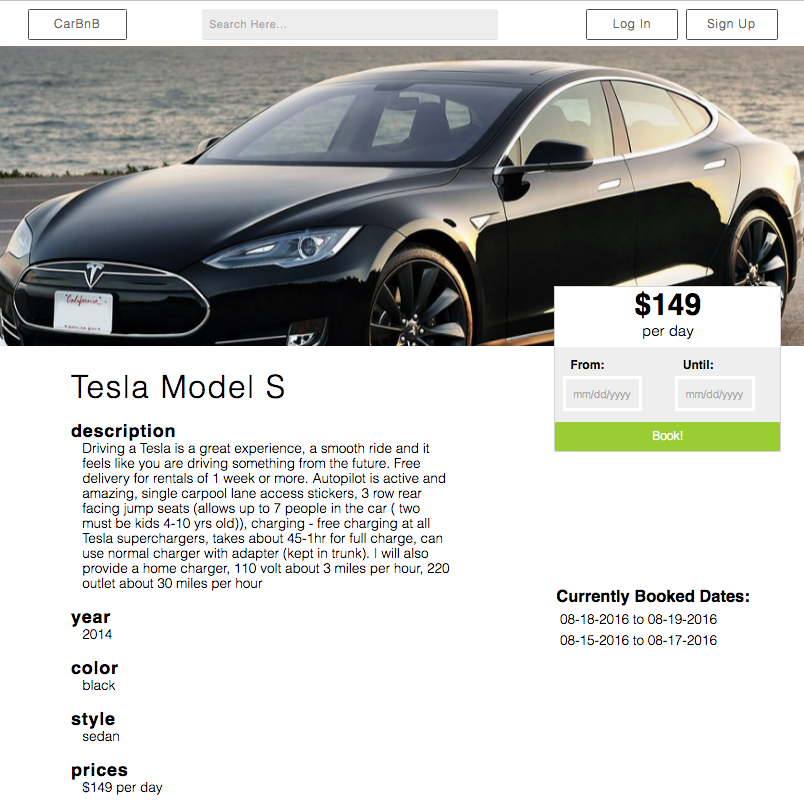 CarBnB
Search Here...
Log In
Sign Up
"California"
$149
per day
From:
Until:
mm/dd/yyyy
mm/dd/yyyy
Book!
Tesla Model S
description
Driving a Tesla is a great experience, a smooth ride and it
feels like you are driving something from the future. Free
delivery for rentals of 1 week or more. Autopilot is active and
amazing, single carpool lane access stickers, 3 row rear
facing jump seats (allows up to 7 people in the car ( two
must be kids 4-10 yrs old)), charging - free charging at all
Tesla superchargers, takes about 45-1hr for full charge, can
use normal charger with adapter (kept in trunk). I will also
provide a home charger, 110 volt about 3 miles per hour, 220
outlet about 30 miles per hour
year
2014
color
black
style
sedan
prices
$149 per day
Currently Booked Dates:
08-18-2016 to 08-19-2016
08-15-2016 to 08-17-2016